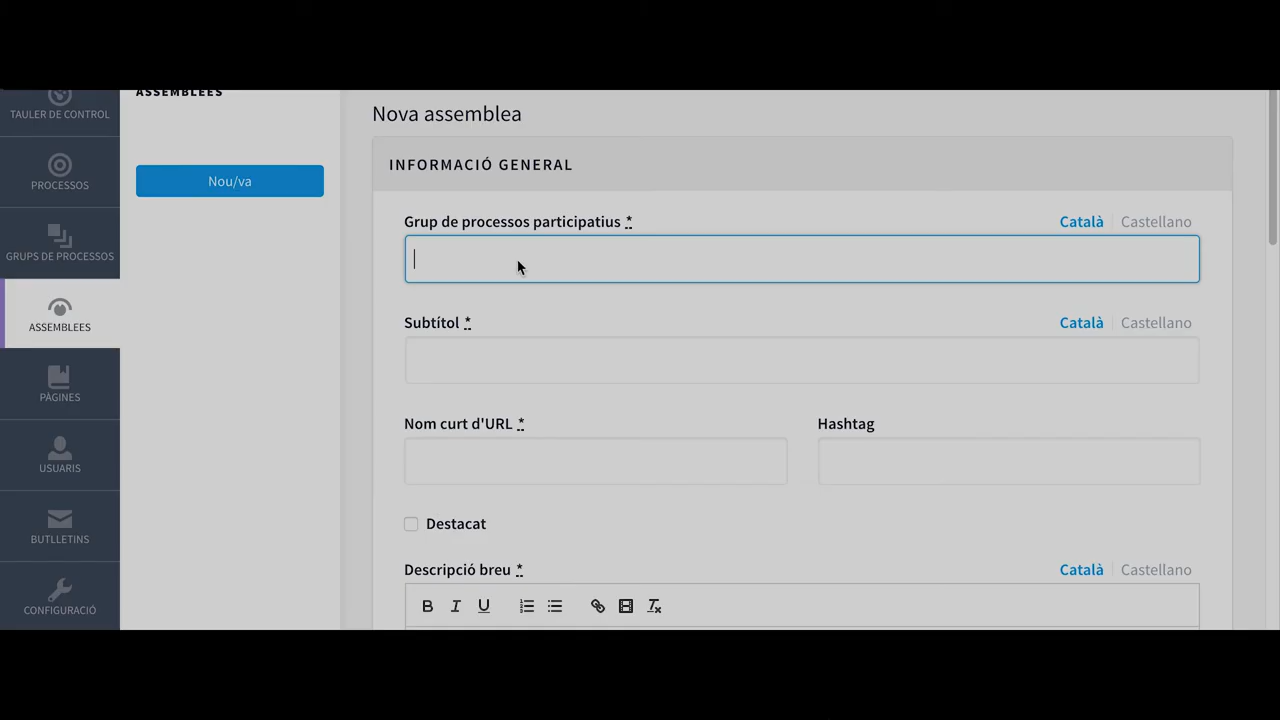 TAULER DE CONTROL
PROCESSOS
GRUPS DE PROCESSOS
ASSEMBLEES
PÀGINES
USUARIS
BUTLLETINS
CONFIGURACIÓ
ASSEMBLEES
Nou/va
Nova assemblea
INFORMACIÓ GENERAL
Grup de processos participatius * Català Castellano
Subtítol * Català Castellano
Nom curt d'URL * Hashtag
Destacat
Descripció breu * Català Castellano
B I U